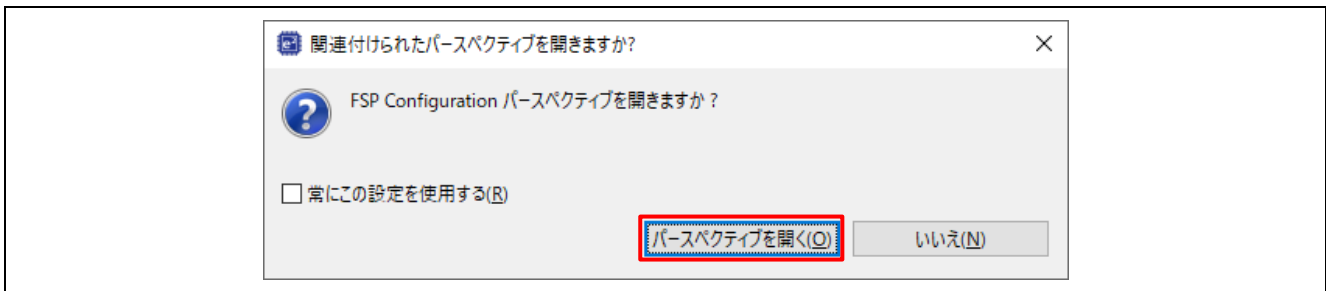 関連付けられたパースペクティブを開きますか?
FSP Configuration パースペクティブを開きますか？
常にこの設定を使用する(R)
パースペクティブを開く(O)
いいえ(N)